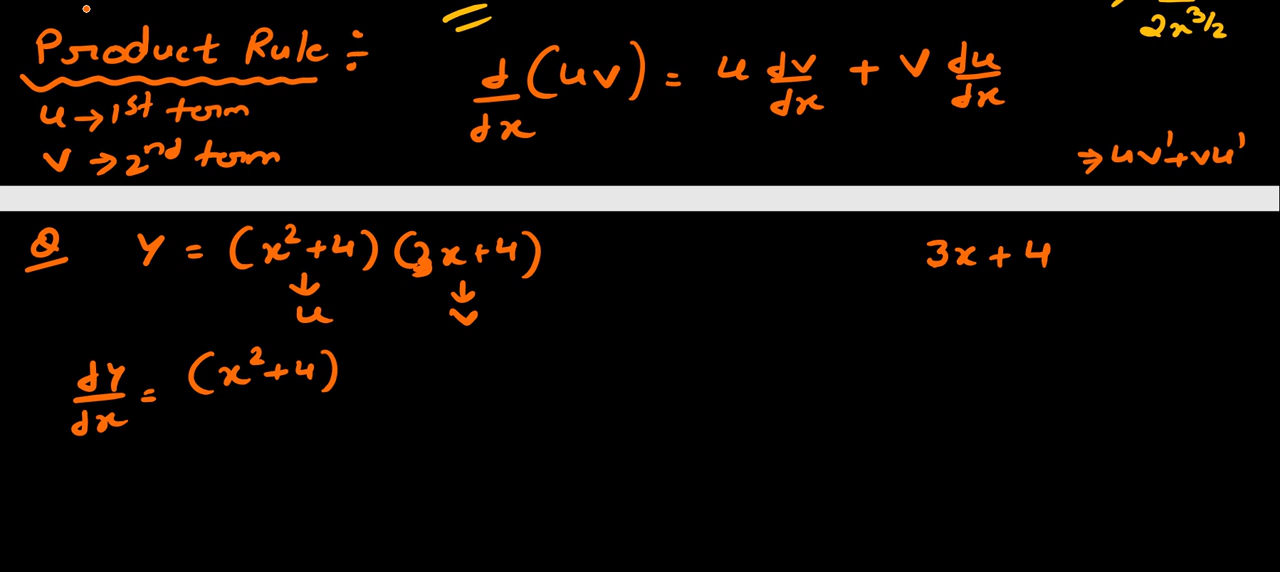 2x^3/2
Product Rule :-
d/dx (uv) = u dv/dx + v du/dx
u → 1st term
v → 2nd term
⇒ uv' + vu'
Q y = (x² + 4) (3x + 4)
3x + 4
↓ ↓
u v
dy/dx = (x² + 4)